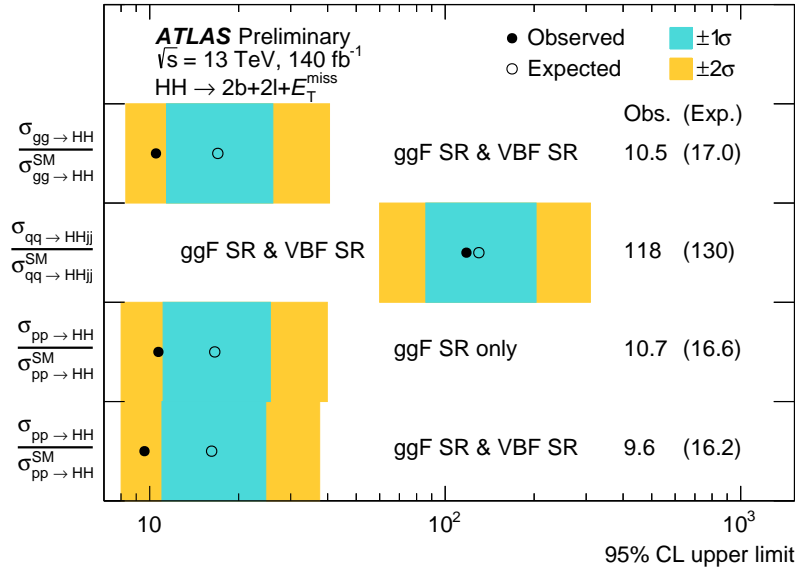 ATLAS Preliminary
√s = 13 TeV, 140 fb⁻¹
HH → 2b+2l+E_T^miss
Observed ±1σ
Expected ±2σ
Obs. (Exp.)
σ_gg→HH
σ^SM_gg→HH
ggF SR & VBF SR 10.5 (17.0)
σ_qq→HHjj
σ^SM_qq→HHjj
ggF SR & VBF SR 118 (130)
σ_pp→HH
σ^SM_pp→HH
ggF SR only 10.7 (16.6)
σ_pp→HH
σ^SM_pp→HH
ggF SR & VBF SR 9.6 (16.2)
10 10² 10³
95% CL upper limit